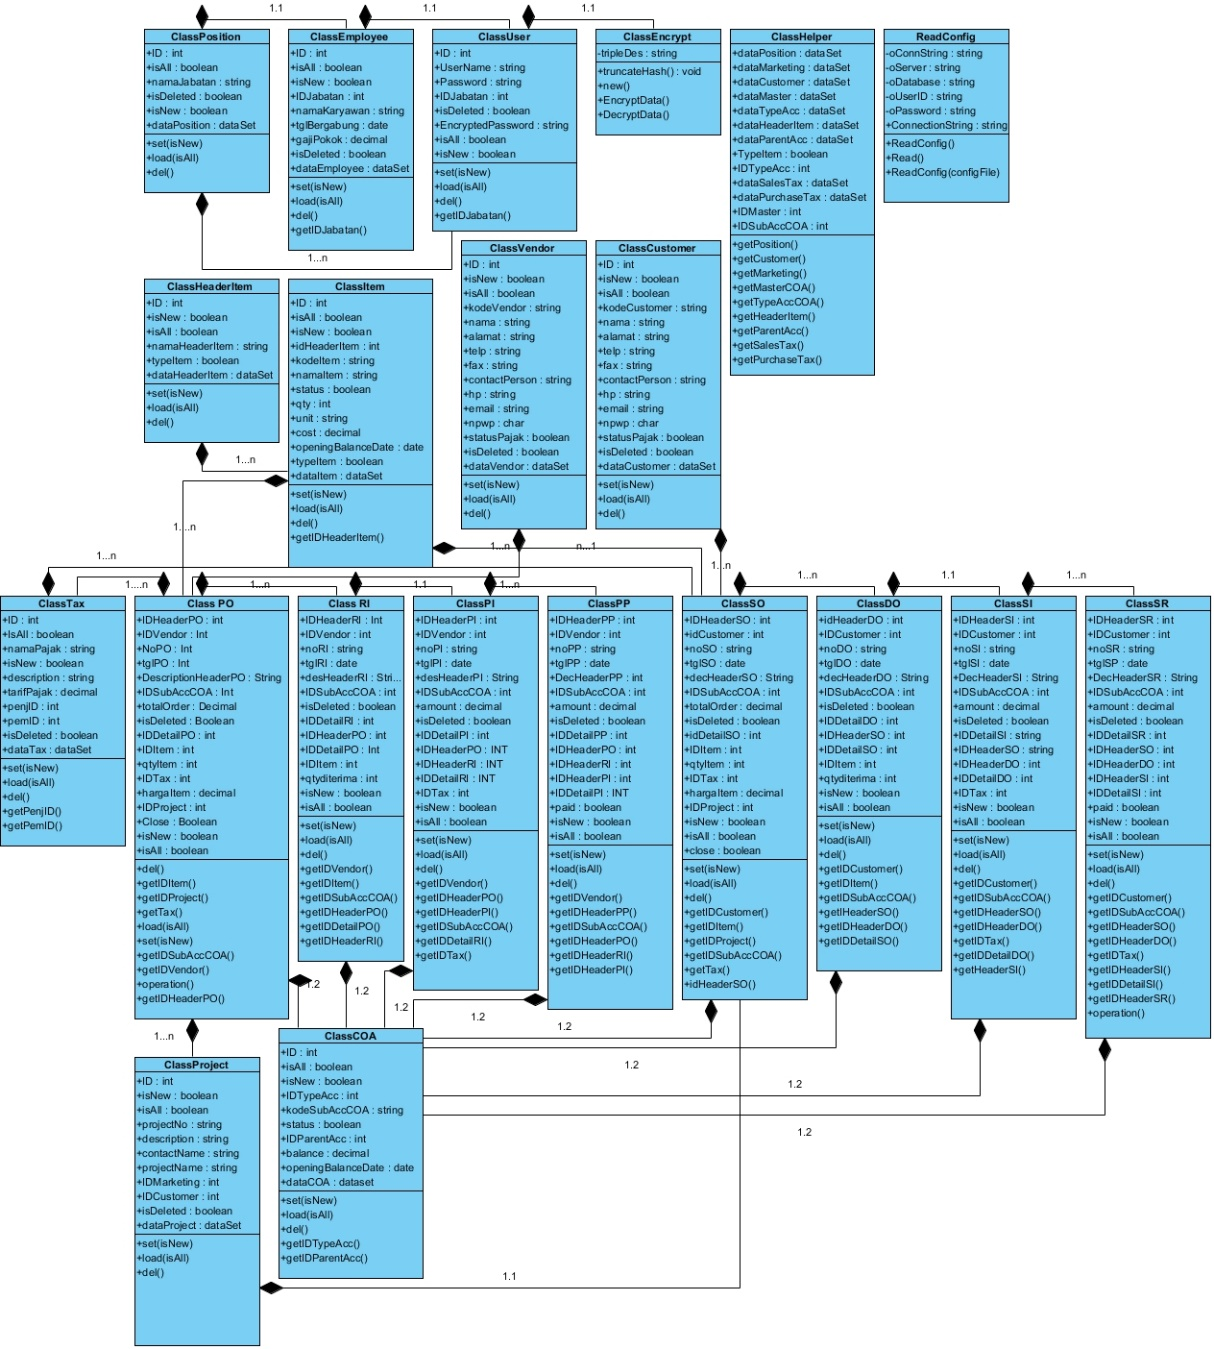 1.1
1.1
1.1
ClassPosition
+ID : int
+isAll : boolean
+namaJabatan : string
+isDeleted : boolean
+isNew : boolean
+dataPosition : dataSet
+set(isNew)
+load(isAll)
+del()
ClassEmployee
+ID : int
+isAll : boolean
+isNew : boolean
+IDJabatan : int
+namaKaryawan : string
+tglBergabung : date
+gajiPokok : decimal
+isDeleted : boolean
+dataEmployee : dataSet
+set(isNew)
+load(isAll)
+del()
+getIDJabatan()
ClassUser
+ID : int
+UserName : string
+Password : string
+IDJabatan : int
+isDeleted : boolean
+EncryptedPassword : string
+isAll : boolean
+isNew : boolean
+set(isNew)
+load(isAll)
+del()
+getIDJabatan()
ClassEncrypt
-tripleDes : string
+truncateHash() : void
+new()
+EncryptData()
+DecryptData()
ClassHelper
+dataPosition : dataSet
+dataMarketing : dataSet
+dataCustomer : dataSet
+dataMaster : dataSet
+dataTypeAcc : dataSet
+dataHeaderItem : dataSet
+dataParentAcc : dataSet
+TypeItem : boolean
+IDTypeAcc : int
+dataSalesTax : dataSet
+dataPurchaseTax : dataSet
+IDMaster : int
+IDSubAccCOA : int
+getPosition()
+getCustomer()
+getMarketing()
+getMasterCOA()
+getTypeAccCOA()
+getHeaderItem()
+getParentAcc()
+getSalesTax()
+getPurchaseTax()
ReadConfig
-oConnString : string
-oServer : string
-oDatabase : string
-oUserID : string
-oPassword : string
+ConnectionString : string
+ReadConfig()
+Read()
+ReadConfig(configFile)
1...n
ClassHeaderItem
+ID : int
+isNew : boolean
+isAll : boolean
+namaHeaderItem : string
+typeItem : boolean
+dataHeaderItem : dataSet
+set(isNew)
+load(isAll)
+del()
1...n
ClassItem
+ID : int
+isAll : boolean
+isNew : boolean
+idHeaderItem : int
+kodeItem : string
+namaItem : string
+status : boolean
+qty : int
+unit : string
+cost : decimal
+openingBalanceDate : date
+typeItem : boolean
+dataItem : dataSet
+set(isNew)
+load(isAll)
+del()
+getIDHeaderItem()
ClassVendor
+ID : int
+isNew : boolean
+isAll : boolean
+kodeVendor : string
+nama : string
+alamat : string
+telp : string
+fax : string
+contactPerson : string
+hp : string
+email : string
+npwp : char
+statusPajak : boolean
+isDeleted : boolean
+dataVendor : dataSet
+set(isNew)
+load(isAll)
+del()
ClassCustomer
+ID : int
+isNew : boolean
+isAll : boolean
+kodeCustomer : string
+nama : string
+alamat : string
+telp : string
+fax : string
+contactPerson : string
+hp : string
+email : string
+npwp : char
+statusPajak : boolean
+isDeleted : boolean
+dataCustomer : dataSet
+set(isNew)
+load(isAll)
+del()
1...n
1...n
n...1
1...n
1...n
1....n
1...n
1.1
1...n
1...n
1.1
1...n
ClassTax
+ID : int
+IsAll : boolean
+namaPajak : string
+isNew : boolean
+description : string
+tarifPajak : decimal
+penjID : int
+pemID : int
+isDeleted : boolean
+dataTax : dataSet
+set(isNew)
+load(isAll)
+del()
+getPenjID()
+getPemID()
Class PO
+IDHeaderPO : int
+IDVendor : Int
+NoPO : Int
+tglPO : Int
+DescriptionHeaderPO : String
+IDSubAccCOA : Int
+totalOrder : Decimal
+isDeleted : Boolean
+IDDetailPO : int
+IDItem : int
+qtyItem : int
+IDTax : int
+hargaItem : decimal
+IDProject : int
+Close : Boolean
+isNew : boolean
+isAll : boolean
+del()
+getIDItem()
+getIDProject()
+getTax()
+load(isAll)
+set(isNew)
+getIDSubAccCOA()
+getIDVendor()
+operation()
+getIDHeaderPO()
Class RI
+IDHeaderRI : Int
+IDVendor : int
+noRI : string
+tglRI : date
+desHeaderRI : Stri...
+IDSubAccCOA : int
+isDeleted : boolean
+IDDetailRI : int
+IDHeaderPO : int
+IDDetailPO : Int
+IDItem : int
+qtyditerima : int
+isNew : boolean
+isAll : boolean
+set(isNew)
+load(isAll)
+del()
+getIDVendor()
+getIDItem()
+getIDSubAccCOA()
+getIDHeaderPO()
+getIDDetailPO()
+getIDHeaderRI()
ClassPI
+IDHeaderPI : int
+IDVendor : int
+noPI : string
+tglPI : date
+desHeaderPI : String
+IDSubAccCOA : int
+amount : decimal
+isDeleted : boolean
+IDDetailPI : int
+IDHeaderPO : INT
+IDHeaderRI : INT
+IDDetailRI : INT
+IDTax : int
+isNew : boolean
+isAll : boolean
+set(isNew)
+load(isAll)
+del()
+getIDVendor()
+getIDHeaderPO()
+getIDHeaderPI()
+getIDSubAccCOA()
+getIDDetailRI()
+getIDTax()
ClassPP
+IDHeaderPP : int
+IDVendor : int
+noPP : string
+tglPP : date
+DecHeaderPP : int
+IDSubAccCOA : int
+amount : decimal
+isDeleted : boolean
+IDDetailPP : int
+IDHeaderPO : int
+IDHeaderRI : int
+IDHeaderPI : int
+IDDetailPI : INT
+paid : boolean
+isNew : boolean
+isAll : boolean
+set(isNew)
+load(isAll)
+del()
+getIDVendor()
+getIDHeaderPP()
+getIDSubAccCOA()
+getIDHeaderPO()
+getIDHeaderRI()
+getIDHeaderPI()
ClassSO
+IDHeaderSO : int
+idCustomer : int
+noSO : string
+tglSO : date
+decHeaderSO : String
+IDSubAccCOA : int
+totalOrder : decimal
+isDeleted : boolean
+idDetailSO : int
+IDItem : int
+qtyItem : int
+IDTax : int
+hargaItem : decimal
+IDProject : int
+isNew : boolean
+isAll : boolean
+close : boolean
+set(isNew)
+load(isAll)
+del()
+getIDCustomer()
+getIDItem()
+getIDProject()
+getIDSubAccCOA()
+getTax()
+idHeaderSO()
ClassDO
+idHeaderDO : int
+IDCustomer : int
+noDO : string
+tglDO : date
+decHeaderDO : String
+IDSubAccCOA : int
+isDeleted : boolean
+IDDetailDO : int
+IDHeaderSO : int
+IDDetailSO : int
+IDItem : int
+qtyditerima : int
+isNew : boolean
+isAll : boolean
+set(isNew)
+load(isAll)
+del()
+getIDCustomer()
+getIDItem()
+getIDSubAccCOA()
+getIHeaderSO()
+getIDHeaderDO()
+getIDDetailSO()
ClassSI
+IDHeaderSI : int
+IDCustomer : int
+noSI : string
+tglSI : date
+DecHeaderSI : String
+IDSubAccCOA : int
+amount : decimal
+isDeleted : boolean
+IDDetailSI : string
+IDHeaderSO : string
+IDHeaderDO : int
+IDDetailDO : int
+IDTax : int
+isNew : boolean
+isAll : boolean
+set(isNew)
+load(isAll)
+del()
+getIDCustomer()
+getIDSubAccCOA()
+getIDHeaderSO()
+getIDHeaderDO()
+getIDTax()
+getIDDetailDO()
+getHeaderSI()
ClassSR
+IDHeaderSR : int
+IDCustomer : int
+noSR : string
+tglSP : date
+DecHeaderSR : String
+IDSubAccCOA : int
+amount : decimal
+isDeleted : boolean
+IDDetailSR : int
+IDHeaderSO : int
+IDHeaderDO : int
+IDHeaderSI : int
+IDDetailSI : int
+paid : boolean
+isNew : boolean
+isAll : boolean
+set(isNew)
+load(isAll)
+del()
+getIDCustomer()
+getIDSubAccCOA()
+getIDHeaderSO()
+getIDHeaderDO()
+getIDTax()
+getIDHeaderSI()
+getIDDetailSI()
+getIDHeaderSR()
+operation()
1.2
1.2
1.2
1.2
1.2
1...n
1.2
1.2
1.2
ClassProject
+ID : int
+isNew : boolean
+isAll : boolean
+projectNo : string
+description : string
+contactName : string
+projectName : string
+IDMarketing : int
+IDCustomer : int
+isDeleted : boolean
+dataProject : dataSet
+set(isNew)
+load(isAll)
+del()
ClassCOA
+ID : int
+isAll : boolean
+isNew : boolean
+IDTypeAcc : int
+kodeSubAccCOA : string
+status : boolean
+IDParentAcc : int
+balance : decimal
+openingBalanceDate : date
+dataCOA : dataset
+set(isNew)
+load(isAll)
+del()
+getIDTypeAcc()
+getIDParentAcc()
1.1